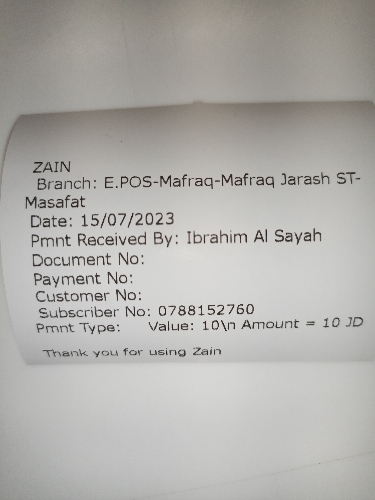 ZAIN
Branch: E.POS-Mafraq-Mafraq Jarash ST-
Masafat
Date: 15/07/2023
Pmnt Received By: Ibrahim Al Sayah
Document No:
Payment No:
Customer No:
Subscriber No: 0788152760
Pmnt Type: Value: 10\n Amount = 10 JD
Thank you for using Zain